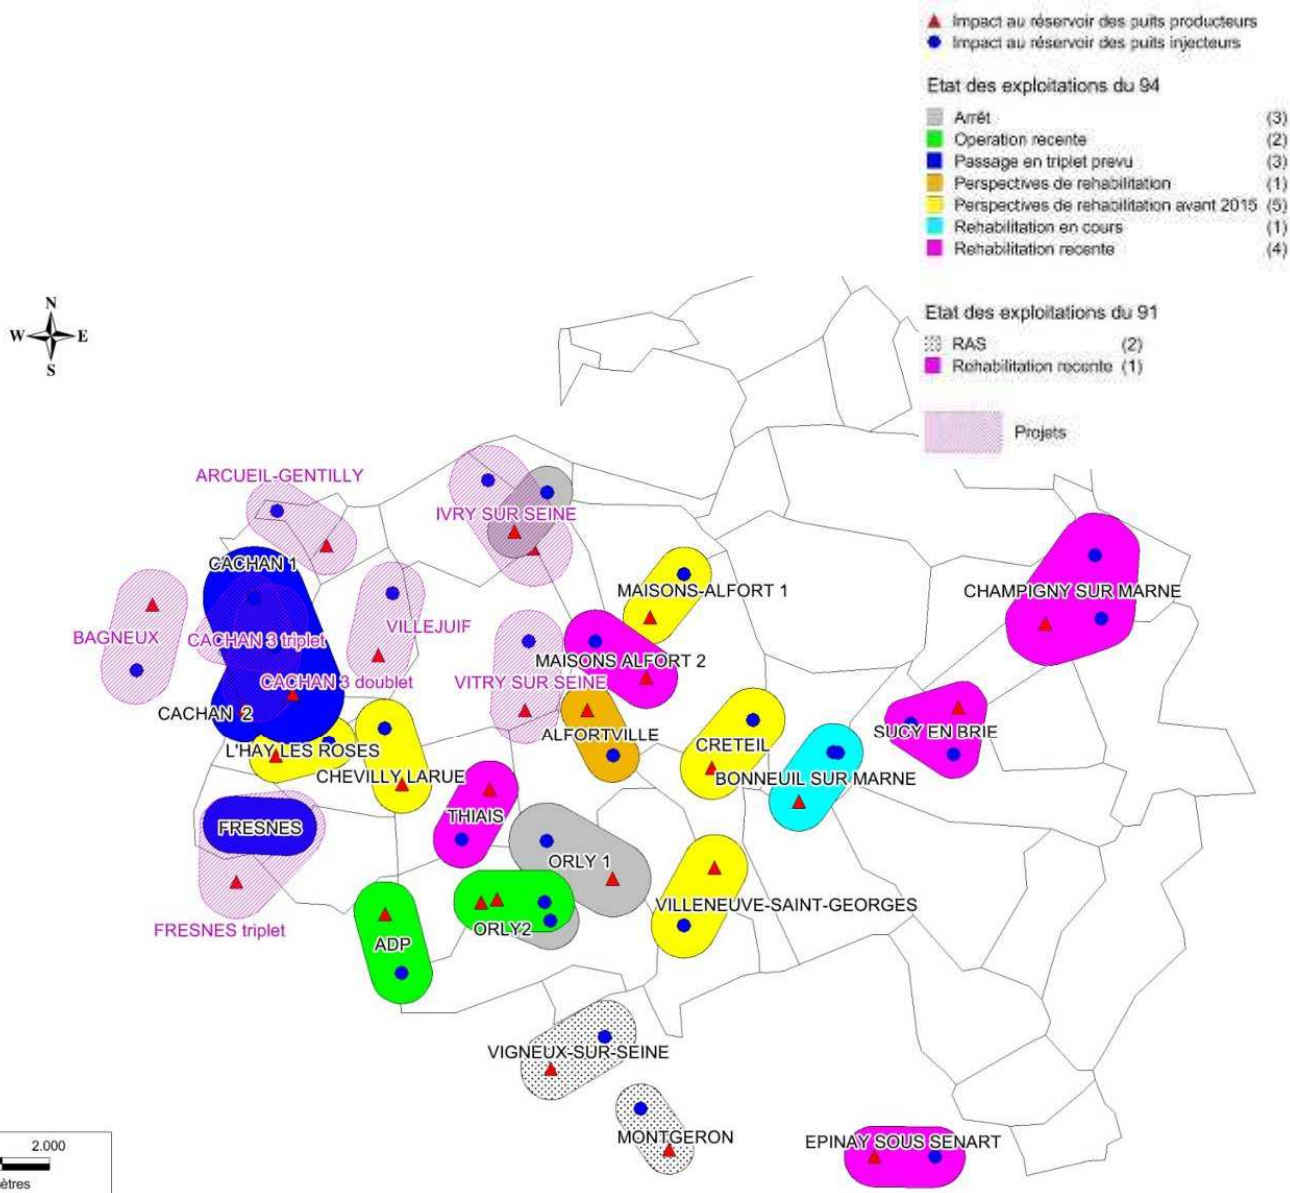 Impact au réservoir des puits producteurs
Impact au réservoir des puits injecteurs
Etat des exploitations du 94
Arrêt (3)
Operation recente (2)
Passage en triplet prevu (3)
Perspectives de rehabilitation (1)
Perspectives de rehabilitation avant 2015 (5)
Rehabilitation en cours (1)
Rehabilitation recente (4)
Etat des exploitations du 91
RAS (2)
Rehabilitation recente (1)
Projets
N
W E
S
ARCUEIL-GENTILLY
IVRY SUR SEINE
CACHAN 1
MAISONS-ALFORT 1
CHAMPIGNY SUR MARNE
BAGNEUX
CACHAN 3 triplet
VILLEJUIF
MAISONS ALFORT 2
CACHAN 3 doublet
VITRY SUR SEINE
CACHAN 2
ALFORTVILLE
SUCY EN BRIE
L'HAY LES ROSES
CRETEIL
CHEVILLY LARUE
BONNEUIL SUR MARNE
THIAIS
FRESNES
ORLY 1
VILLENEUVE-SAINT-GEORGES
FRESNES triplet
ORLY2
ADP
VIGNEUX-SUR-SEINE
MONTGERON
EPINAY SOUS SENART
2.000
ètres